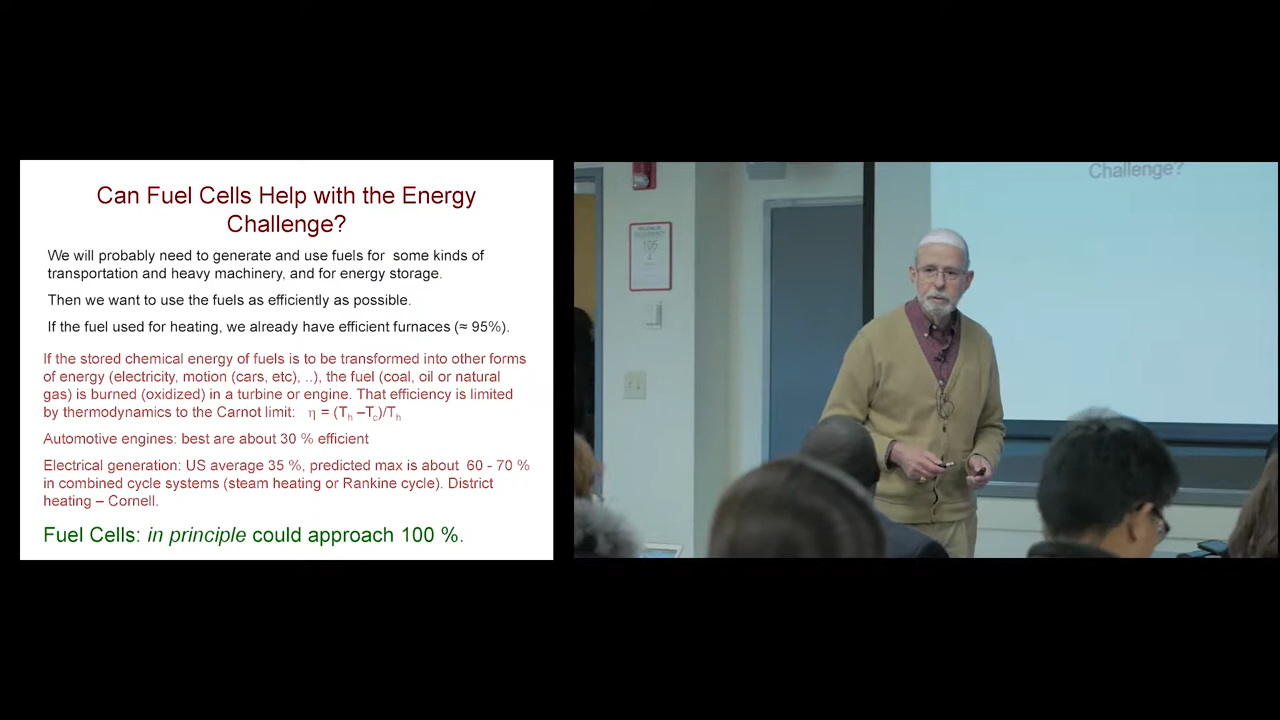 Can Fuel Cells Help with the Energy
Challenge?
We will probably need to generate and use fuels for some kinds of
transportation and heavy machinery, and for energy storage.
Then we want to use the fuels as efficiently as possible.
If the fuel used for heating, we already have efficient furnaces (≈ 95%).
If the stored chemical energy of fuels is to be transformed into other forms
of energy (electricity, motion (cars, etc), ..), the fuel (coal, oil or natural
gas) is burned (oxidized) in a turbine or engine. That efficiency is limited
by thermodynamics to the Carnot limit: η = (Th –Tc)/Th
Automotive engines: best are about 30 % efficient
Electrical generation: US average 35 %, predicted max is about 60 - 70 %
in combined cycle systems (steam heating or Rankine cycle). District
heating – Cornell.
Fuel Cells: in principle could approach 100 %.
Challenge?
105